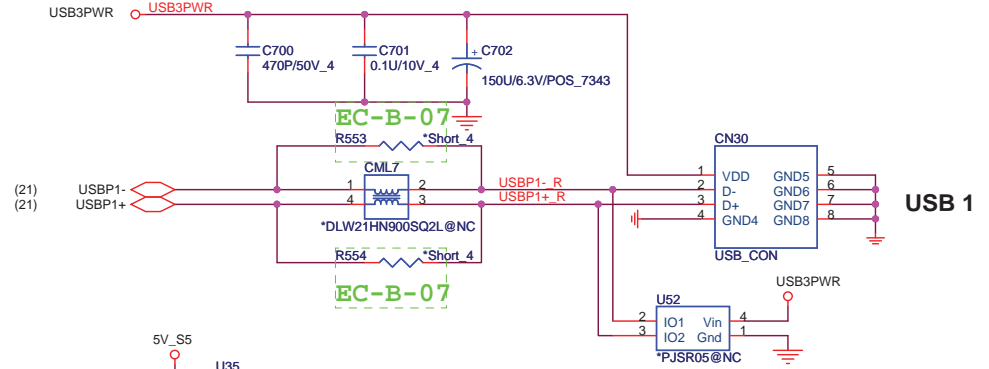 USB3PWR USB3PWR
C700 C701 + C702
470P/50V_4 0.1U/10V_4
150U/6.3V/POS_7343
EC-B-07
R553 *Short_4
CML7
CN30
(21) USBP1- 1 2 USBP1-_R
(21) USBP1+ 4 3 USBP1+_R
1 VDD GND5 5
2 D- GND6 6
3 D+ GND7 7
4 GND4 GND8 8
USB 1
*DLW21HN900SQ2L@NC
USB_CON
R554 *Short_4
EC-B-07
USB3PWR
U52
2 IO1 Vin 4
3 IO2 Gnd 1
*PJSR05@NC
5V_S5
U35